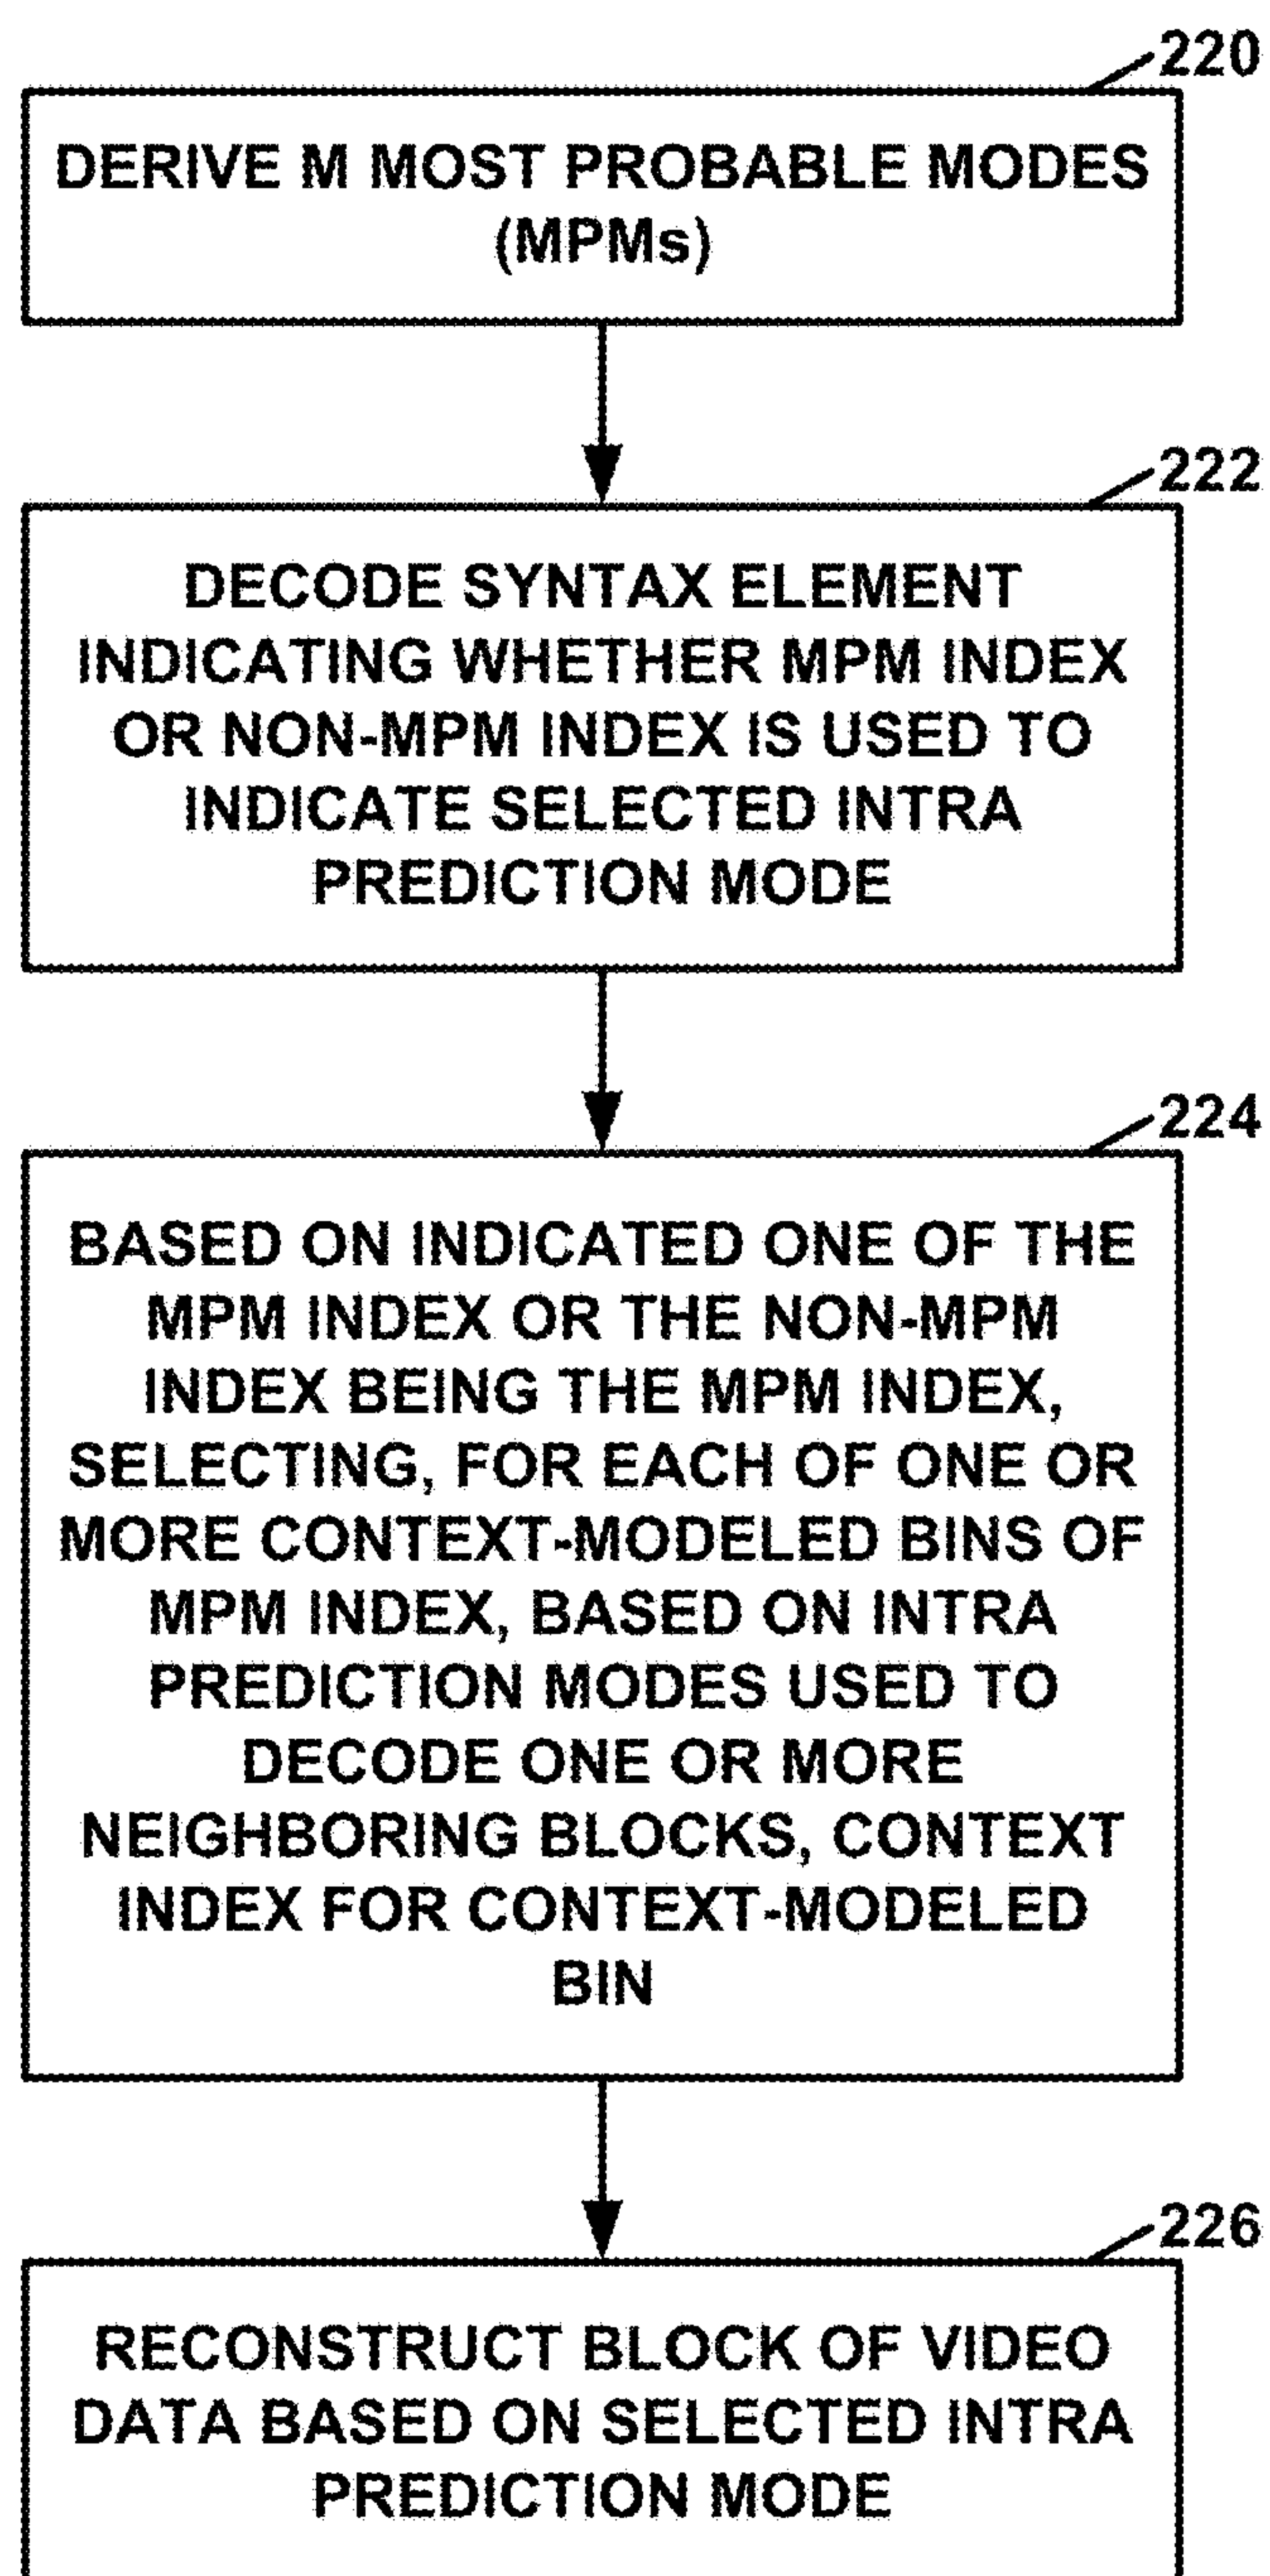 220
DERIVE M MOST PROBABLE MODES
(MPMs)
222
DECODE SYNTAX ELEMENT
INDICATING WHETHER MPM INDEX
OR NON-MPM INDEX IS USED TO
INDICATE SELECTED INTRA
PREDICTION MODE
224
BASED ON INDICATED ONE OF THE
MPM INDEX OR THE NON-MPM
INDEX BEING THE MPM INDEX,
SELECTING, FOR EACH OF ONE OR
MORE CONTEXT-MODELED BINS OF
MPM INDEX, BASED ON INTRA
PREDICTION MODES USED TO
DECODE ONE OR MORE
NEIGHBORING BLOCKS, CONTEXT
INDEX FOR CONTEXT-MODELED
BIN
226
RECONSTRUCT BLOCK OF VIDEO
DATA BASED ON SELECTED INTRA
PREDICTION MODE